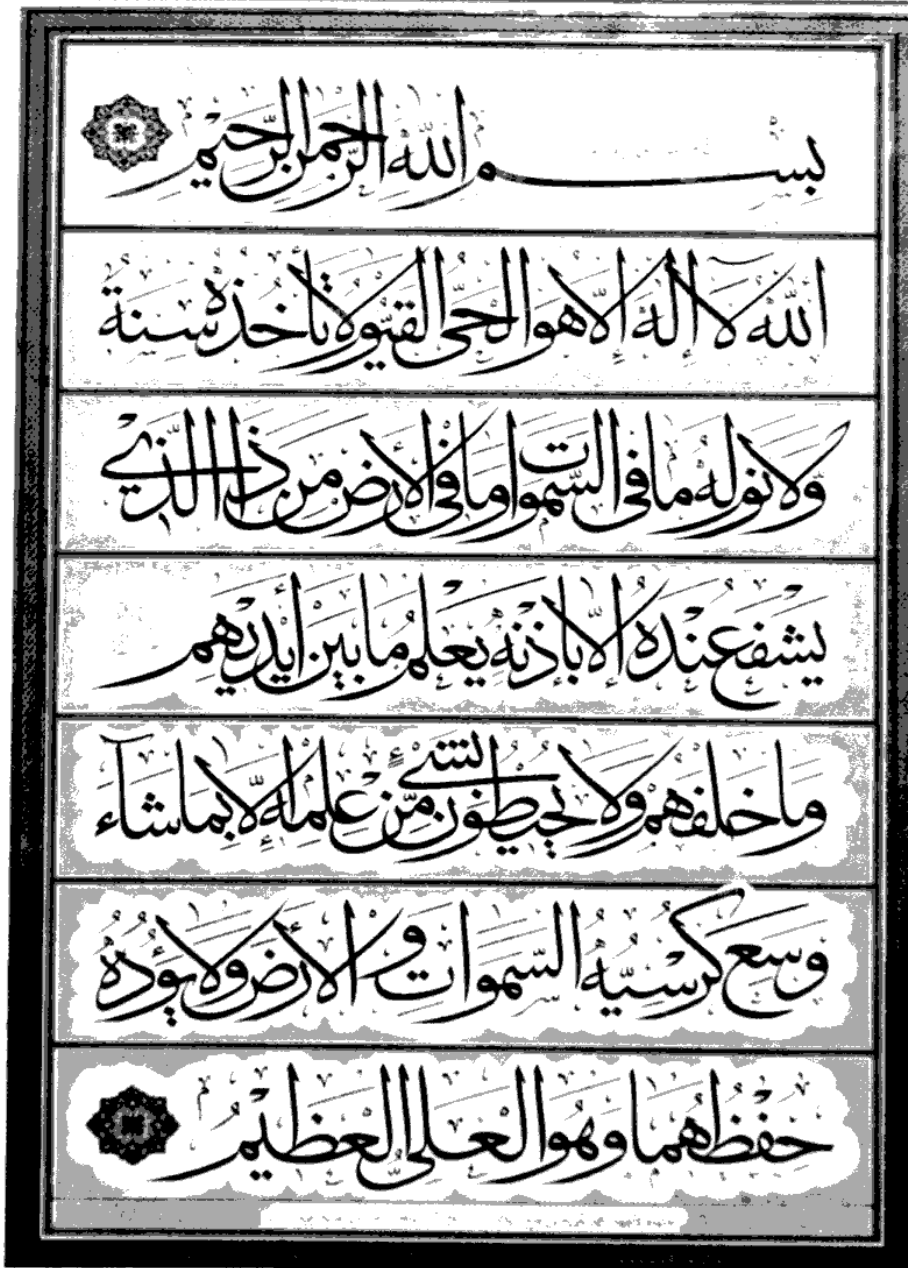 بسم الله الرحمن الرحيم
الله لا إله إلا هو الحي القيوم لا تأخذه سنة
ولا نوم له ما في السموات وما في الأرض من ذا الذي
يشفع عنده إلا بإذنه يعلم ما بين أيديهم
وما خلفهم ولا يحيطون بشيء من علمه إلا بما شاء
وسع كرسيه السموات والأرض ولا يؤده
حفظهما وهو العلي العظيم